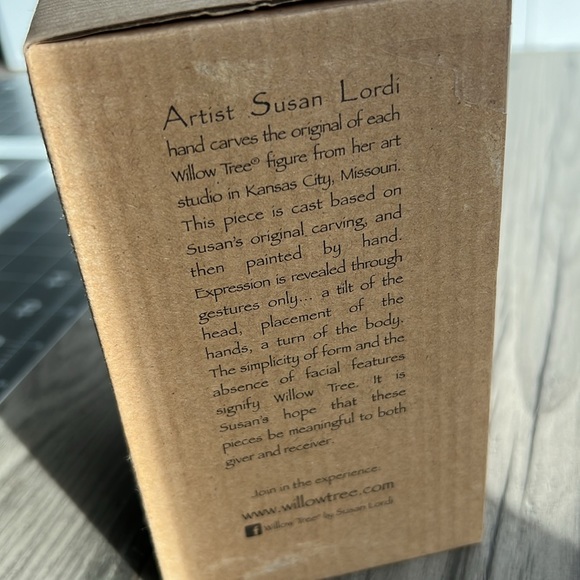 Artist Susan Lordi
hand carves the original of each
Willow Tree® figure from her art
studio in Kansas City, Missouri.
This piece is cast based on
Susan's original carving, and
then painted by hand.
Expression is revealed through
gestures only... a tilt of the
head, placement of the
hands, a turn of the body.
The simplicity of form and the
absence of facial features
signify Willow Tree. It is
Susan's hope that these
pieces be meaningful to both
giver and receiver.
Join in the experience:
www.willowtree.com
f Willow Tree® by Susan Lordi